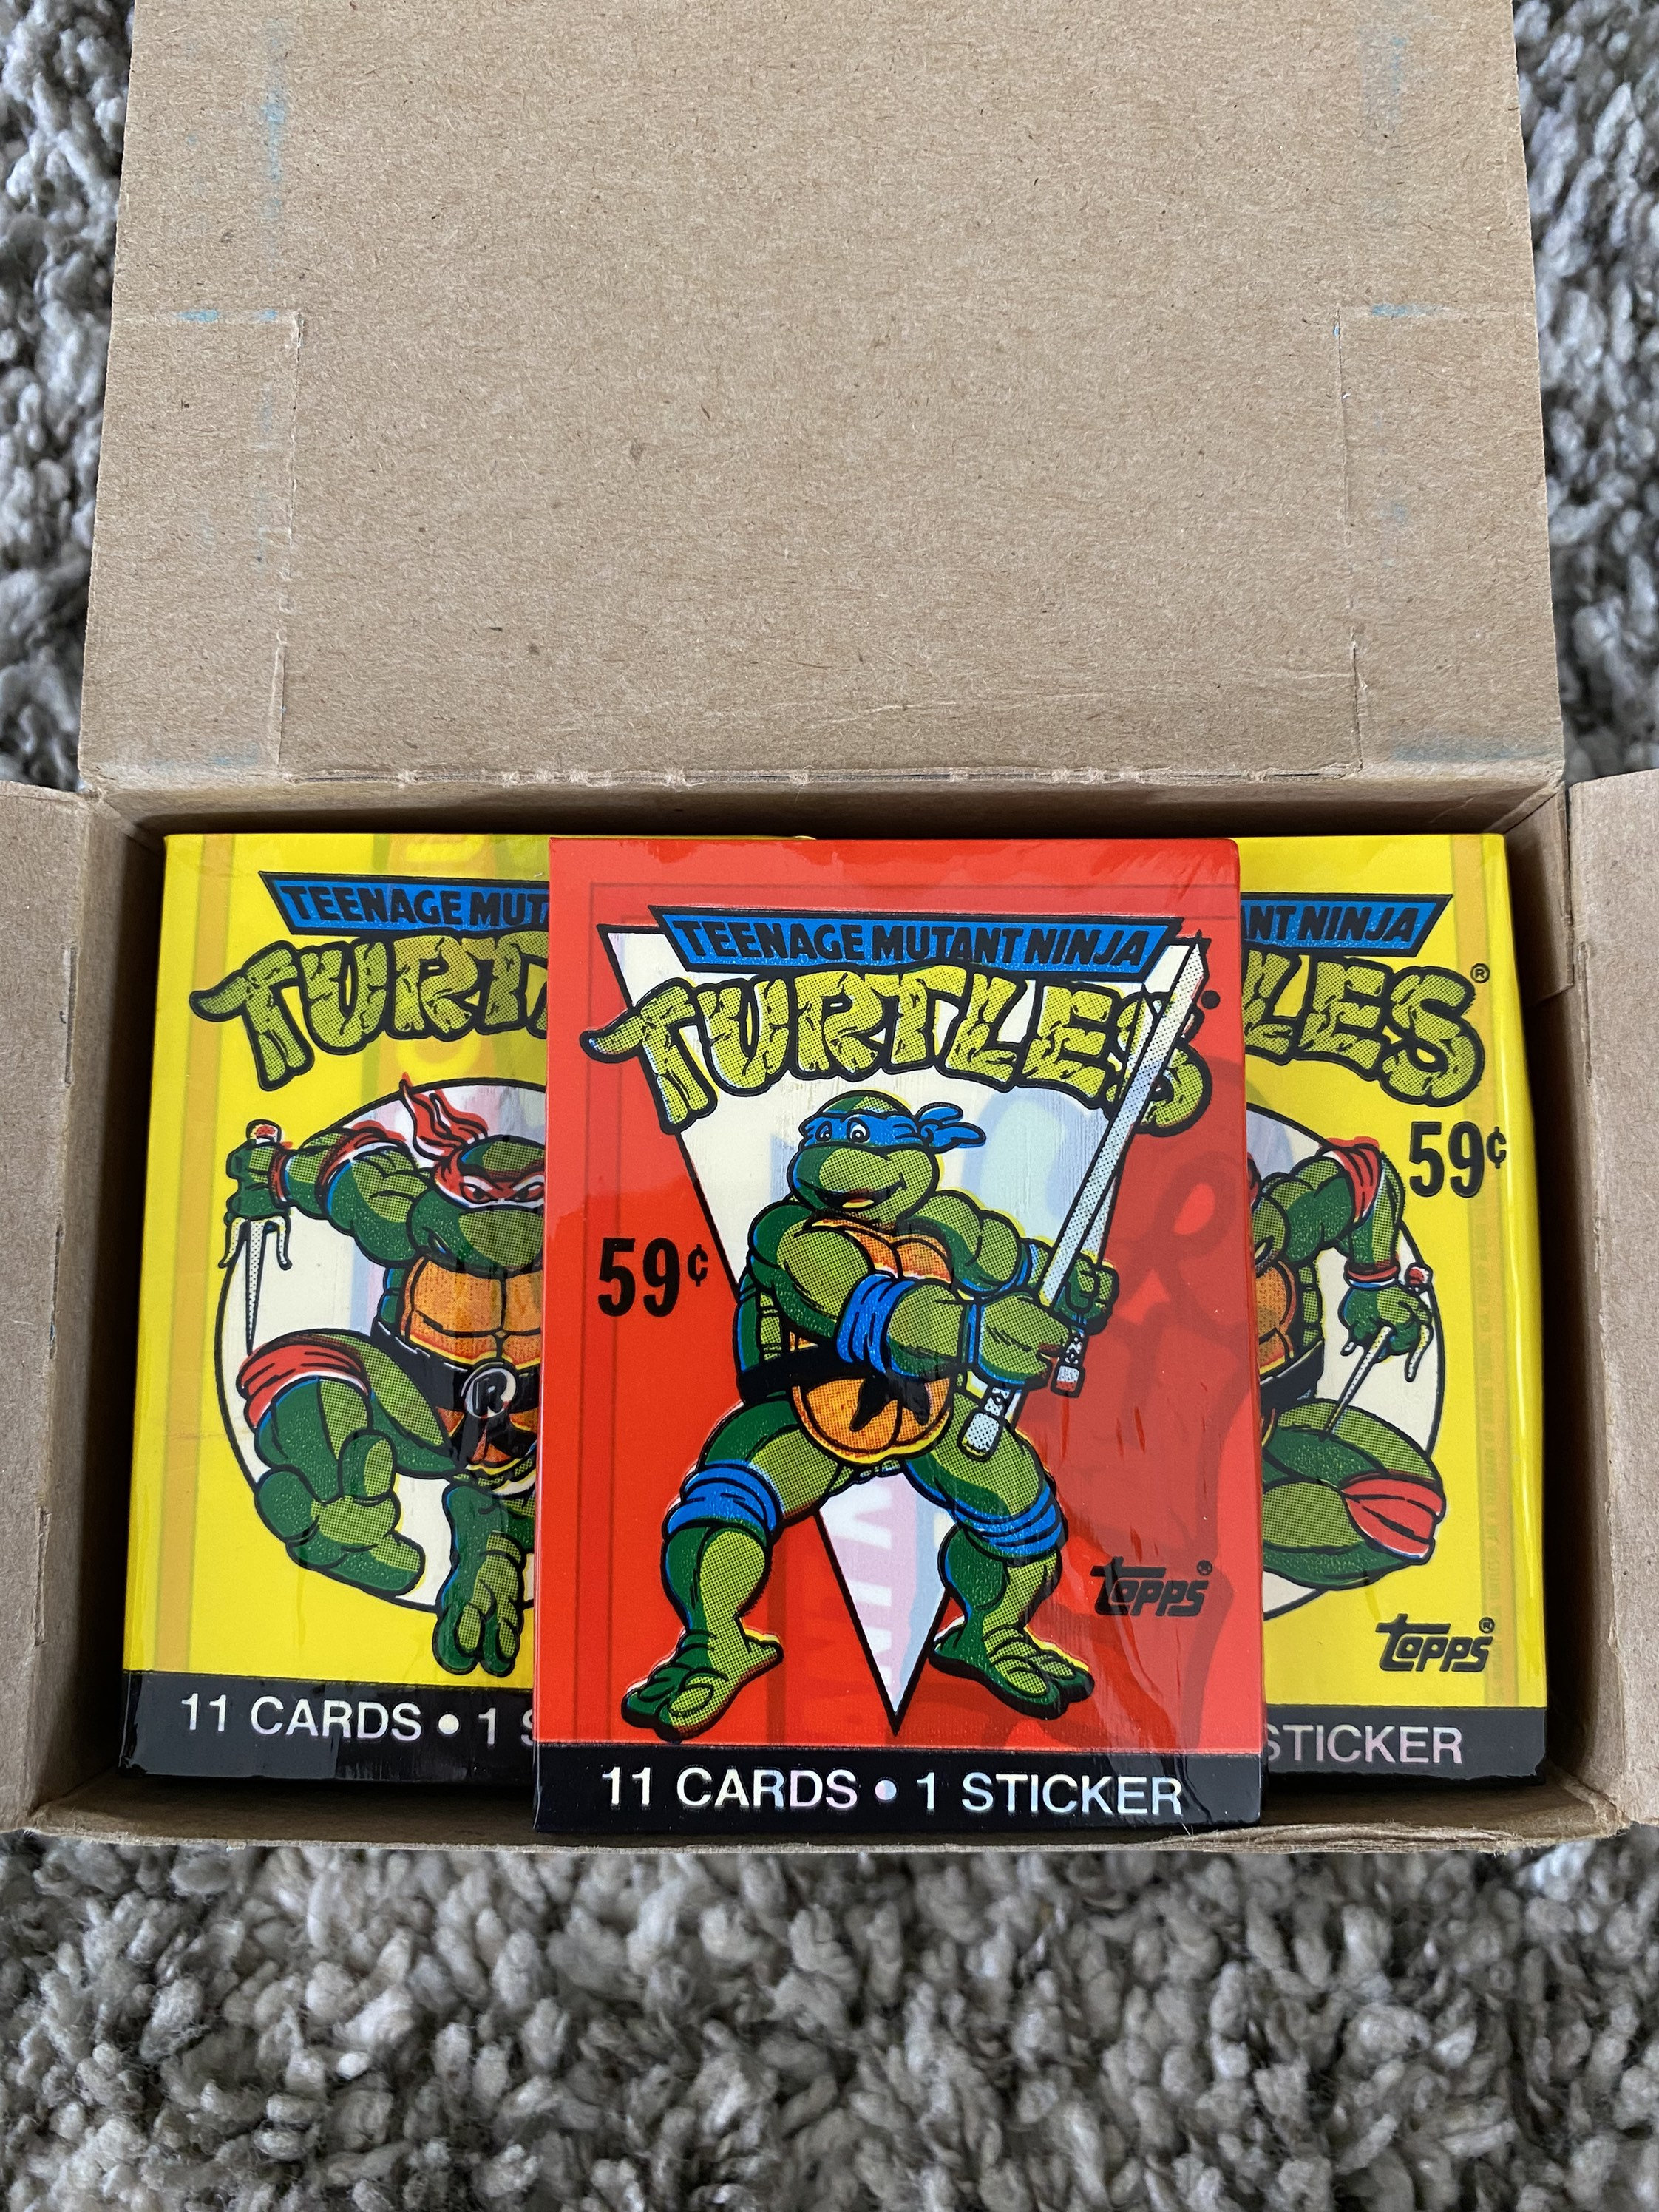 TEENAGE MUT
TURT
R
11 CARDS • 1 S
TEENAGE MUTANT NINJA
TURTLES
59¢
topps®
11 CARDS • 1 STICKER
ANT NINJA
LES®
59¢
topps®
STICKER